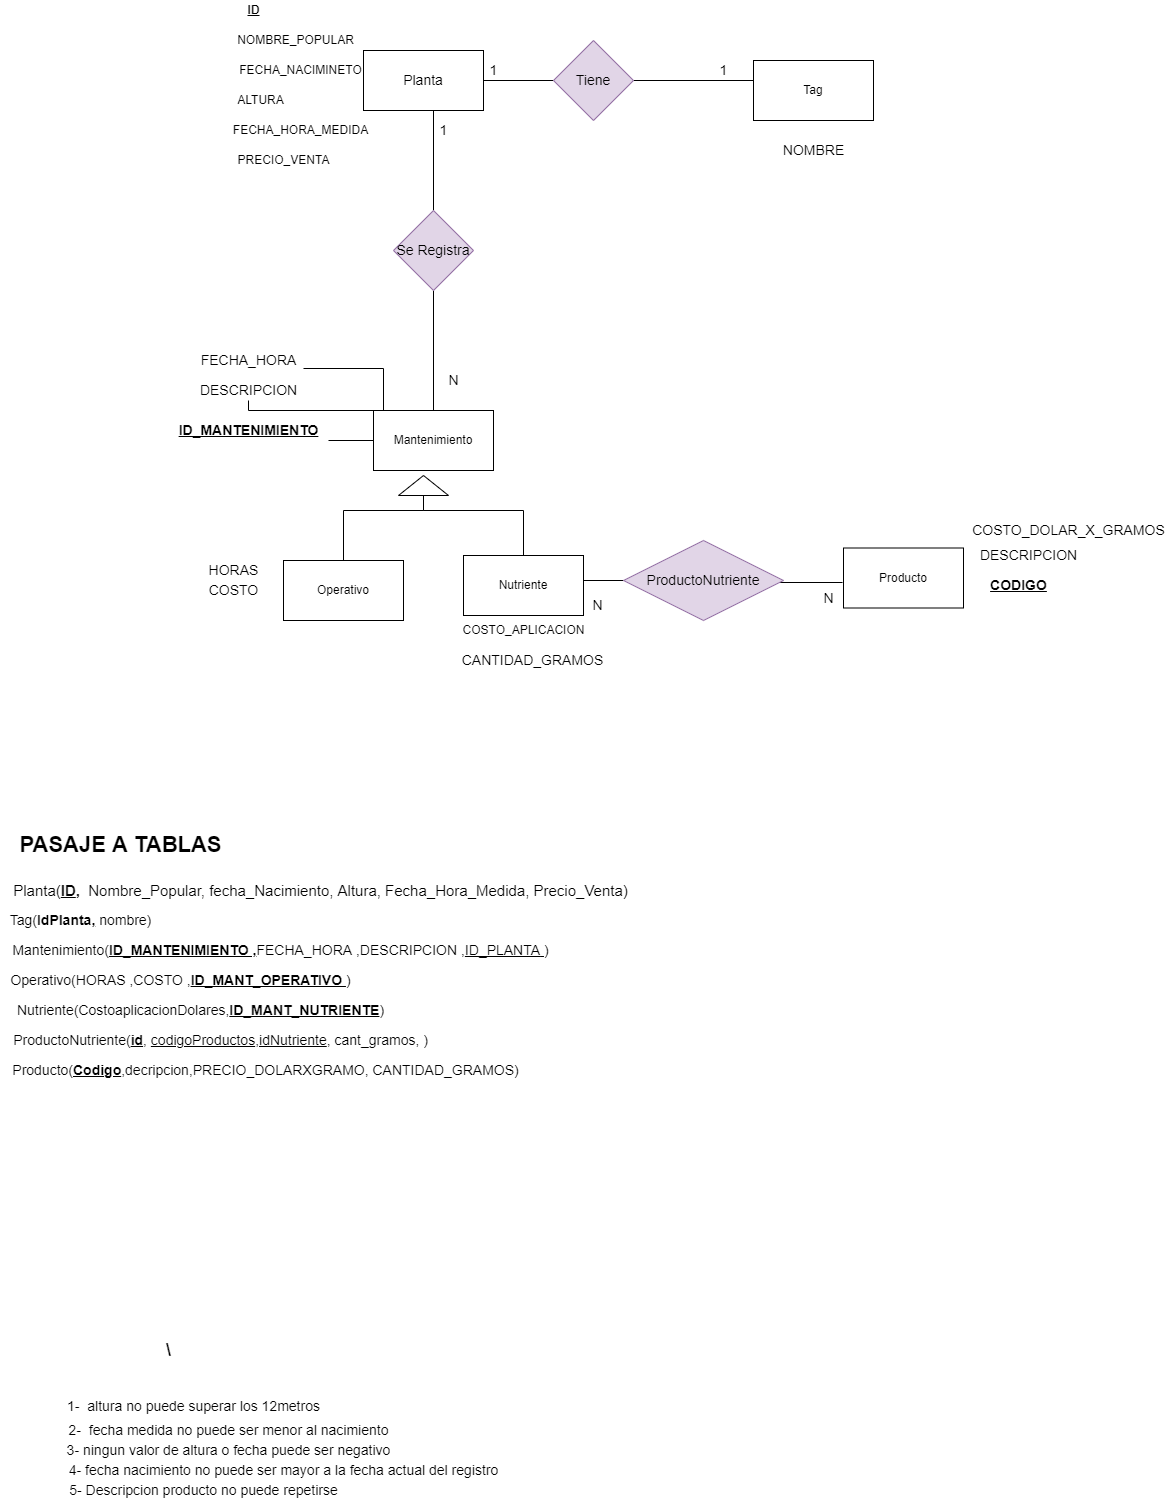 ID
NOMBRE_POPULAR
FECHA_NACIMINETO
ALTURA
FECHA_HORA_MEDIDA
PRECIO_VENTA
Planta
1
Tiene
1
Tag
NOMBRE
1
Se Registra
N
FECHA_HORA
DESCRIPCION
ID_MANTENIMIENTO
Mantenimiento
HORAS
COSTO
Operativo
Nutriente
N
COSTO_APLICACION
CANTIDAD_GRAMOS
ProductoNutriente
N
Producto
COSTO_DOLAR_X_GRAMOS
DESCRIPCION
CODIGO
PASAJE A TABLAS
Planta(ID, Nombre_Popular, fecha_Nacimiento, Altura, Fecha_Hora_Medida, Precio_Venta)
Tag(IdPlanta, nombre)
Mantenimiento(ID_MANTENIMIENTO ,FECHA_HORA ,DESCRIPCION ,ID_PLANTA )
Operativo(HORAS ,COSTO ,ID_MANT_OPERATIVO )
Nutriente(CostoaplicacionDolares,ID_MANT_NUTRIENTE)
ProductoNutriente(id, codigoProductos,idNutriente, cant_gramos, )
Producto(Codigo,decripcion,PRECIO_DOLARXGRAMO, CANTIDAD_GRAMOS)
\
1- altura no puede superar los 12metros
2- fecha medida no puede ser menor al nacimiento
3- ningun valor de altura o fecha puede ser negativo
4- fecha nacimiento no puede ser mayor a la fecha actual del registro
5- Descripcion producto no puede repetirse